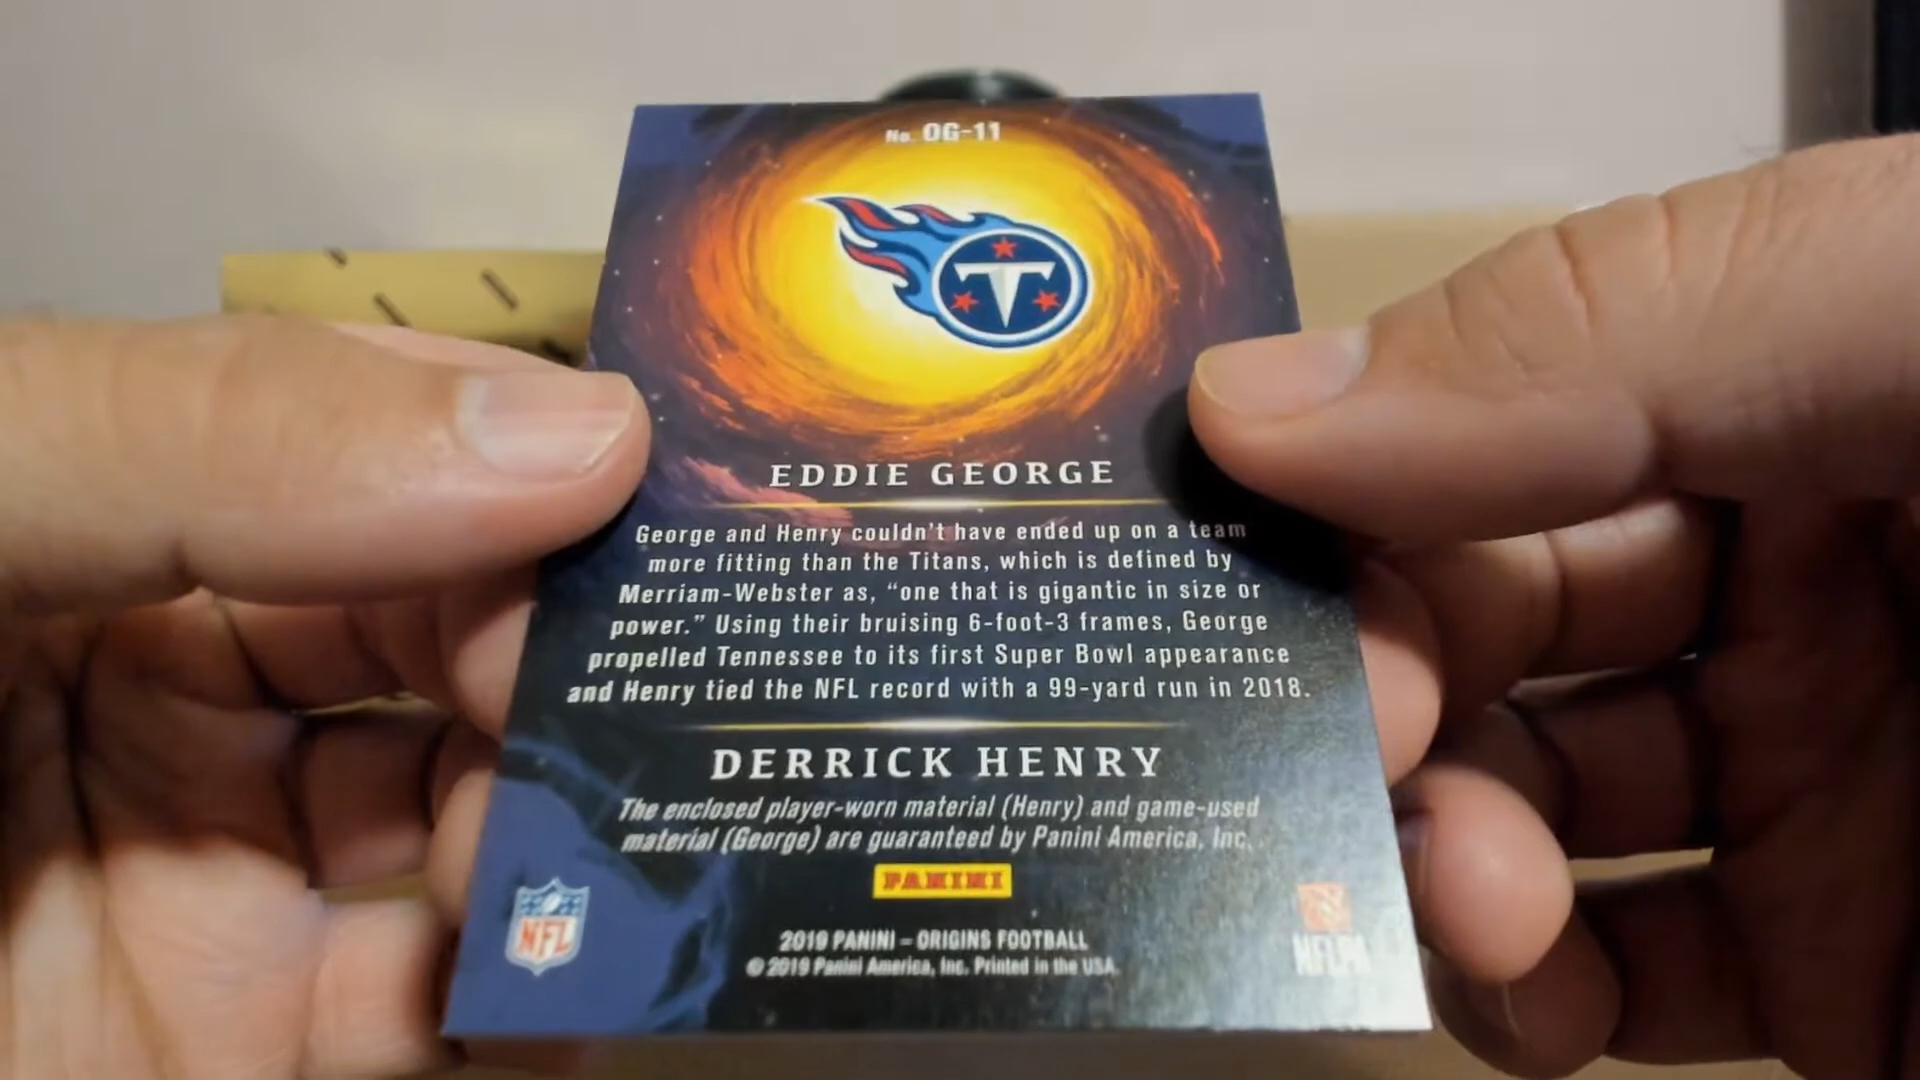 No. OG-11
T
EDDIE GEORGE
George and Henry couldn't have ended up on a team
more fitting than the Titans, which is defined by
Merriam-Webster as, "one that is gigantic in size or
power." Using their bruising 6-foot-3 frames, George
propelled Tennessee to its first Super Bowl appearance
and Henry tied the NFL record with a 99-yard run in 2018.
DERRICK HENRY
The enclosed player-worn material (Henry) and game-used
material (George) are guaranteed by Panini America, Inc.
PANINI
NFL
NFLPA
2019 PANINI – ORIGINS FOOTBALL
© 2019 Panini America, Inc. Printed in the USA.